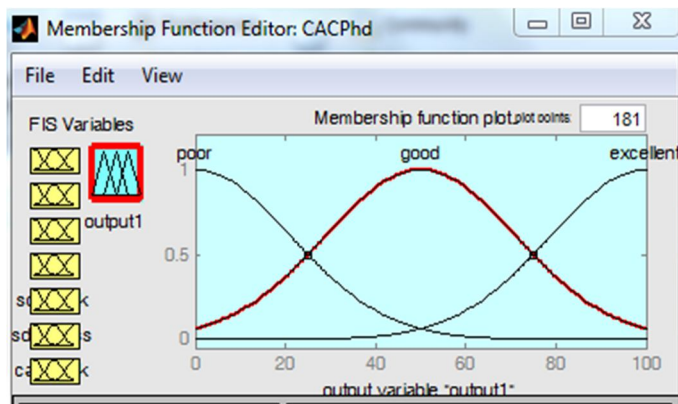 Membership Function Editor: CACPhd
File Edit View
FIS Variables
Membership function plots
plot points:
181
poor
good
excellent
output1
1
0.5
0
0 20 40 60 80 100
output variable "output1"